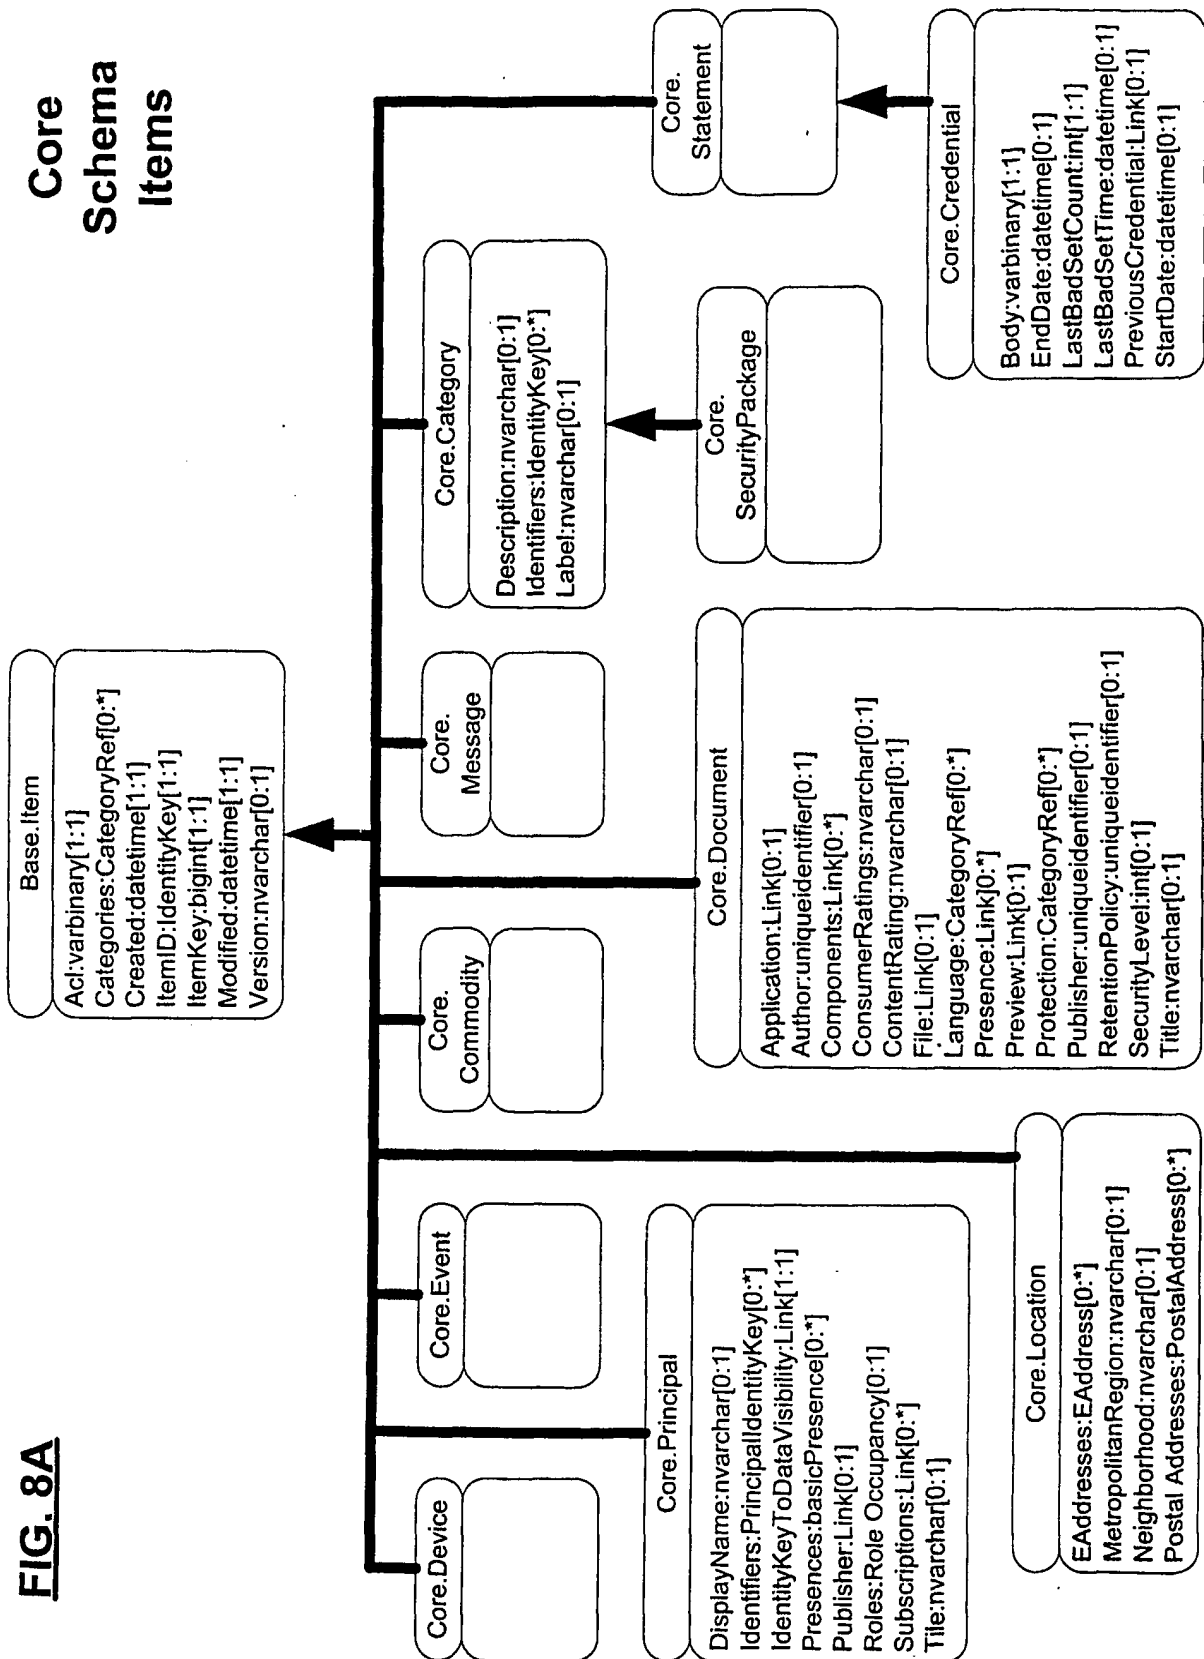 FIG. 8A
Core
Schema
Items
Base.Item
Acl:varbinary[1:1]
Categories:CategoryRef[0:*]
Created:datetime[1:1]
ItemID:IdentityKey[1:1]
ItemKey:bigint[1:1]
Modified:datetime[1:1]
Version:nvarchar[0:1]
Core.Device
Core.Event
Core.
Commodity
Core.
Message
Core.Category
Description:nvarchar[0:1]
Identifiers:IdentityKey[0:*]
Label:nvarchar[0:1]
Core.
Statement
Core.Principal
DisplayName:nvarchar[0:1]
Identifiers:PrincipalIdentityKey[0:*]
IdentityKeyToDataVisibility:Link[1:1]
Presences:basicPresence[0:*]
Publisher:Link[0:1]
Roles:Role Occupancy[0:1]
Subscriptions:Link[0:*]
Tile:nvarchar[0:1]
Core.Document
Application:Link[0:1]
Author:uniqueidentifier[0:1]
Components:Link[0:*]
ConsumerRatings:nvarchar[0:1]
ContentRating:nvarchar[0:1]
File:Link[0:1]
Language:CategoryRef[0:*]
Presence:Link]0:*]
Preview:Link[0:1]
Protection:CategoryRef[0:*]
Publisher:uniqueidentifier[0:1]
RetentionPolicy:uniqueidentifier[0:1]
SecurityLevel:int[0:1]
Title:nvarchar[0:1]
Core.
SecurityPackage
Core.Location
EAddresses:EAddress[0:*]
MetropolitanRegion:nvarchar[0:1]
Neighborhood:nvarchar[0:1]
Postal Addresses:PostalAddress[0:*]
Core.Credential
Body:varbinary[1:1]
EndDate:datetime[0:1]
LastBadSetCount:int[1:1]
LastBadSetTime:datetime[0:1]
PreviousCredential:Link[0:1]
StartDate:datetime[0:1]